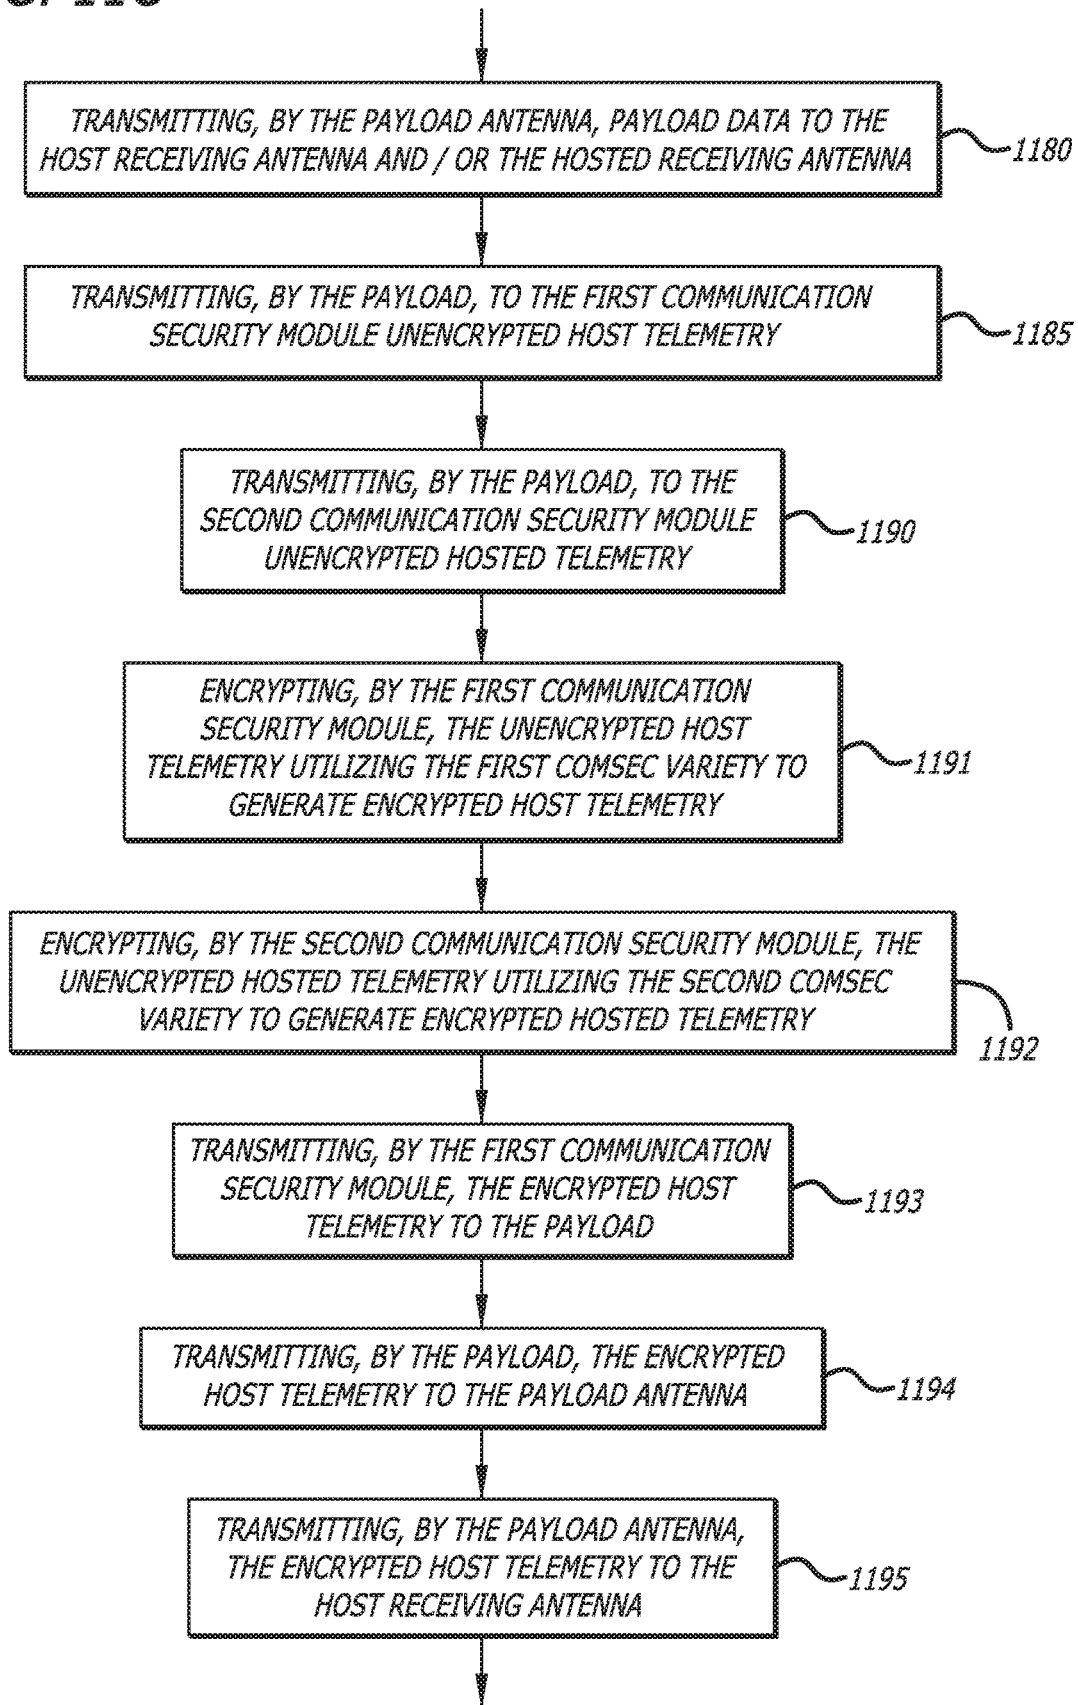 TRANSMITTING, BY THE PAYLOAD ANTENNA, PAYLOAD DATA TO THE
HOST RECEIVING ANTENNA AND / OR THE HOSTED RECEIVING ANTENNA
1180
TRANSMITTING, BY THE PAYLOAD, TO THE FIRST COMMUNICATION
SECURITY MODULE UNENCRYPTED HOST TELEMETRY
1185
TRANSMITTING, BY THE PAYLOAD, TO THE
SECOND COMMUNICATION SECURITY MODULE
UNENCRYPTED HOSTED TELEMETRY
1190
ENCRYPTING, BY THE FIRST COMMUNICATION
SECURITY MODULE, THE UNENCRYPTED HOST
TELEMETRY UTILIZING THE FIRST COMSEC VARIETY TO
GENERATE ENCRYPTED HOST TELEMETRY
1191
ENCRYPTING, BY THE SECOND COMMUNICATION SECURITY MODULE, THE
UNENCRYPTED HOSTED TELEMETRY UTILIZING THE SECOND COMSEC
VARIETY TO GENERATE ENCRYPTED HOSTED TELEMETRY
1192
TRANSMITTING, BY THE FIRST COMMUNICATION
SECURITY MODULE, THE ENCRYPTED HOST
TELEMETRY TO THE PAYLOAD
1193
TRANSMITTING, BY THE PAYLOAD, THE ENCRYPTED
HOST TELEMETRY TO THE PAYLOAD ANTENNA
1194
TRANSMITTING, BY THE PAYLOAD ANTENNA,
THE ENCRYPTED HOST TELEMETRY TO THE
HOST RECEIVING ANTENNA
1195